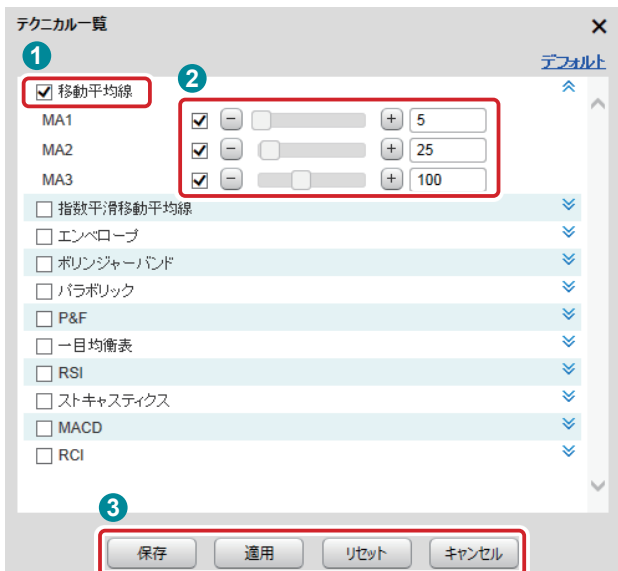 テクニカル一覧 ×
1
デフォルト
2
移動平均線
MA1 − + 5
MA2 − + 25
MA3 − + 100
指数平滑移動平均線
エンベロープ
ボリンジャーバンド
パラボリック
P&F
一目均衡表
RSI
ストキャスティクス
MACD
RCI
3
保存 適用 リセット キャンセル